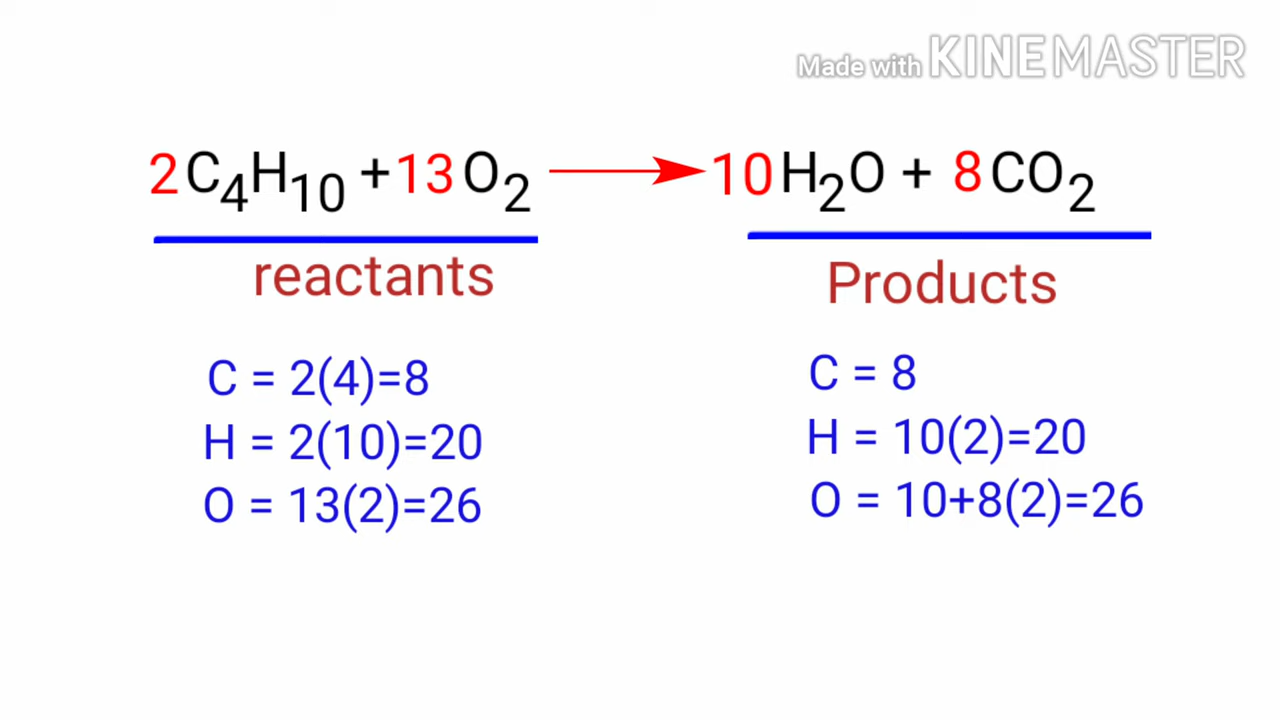 Made with KINEMASTER
2C₄H₁₀ + 13O₂ → 10H₂O + 8CO₂
reactants Products
C = 2(4)=8 C = 8
H = 2(10)=20 H = 10(2)=20
O = 13(2)=26 O = 10+8(2)=26